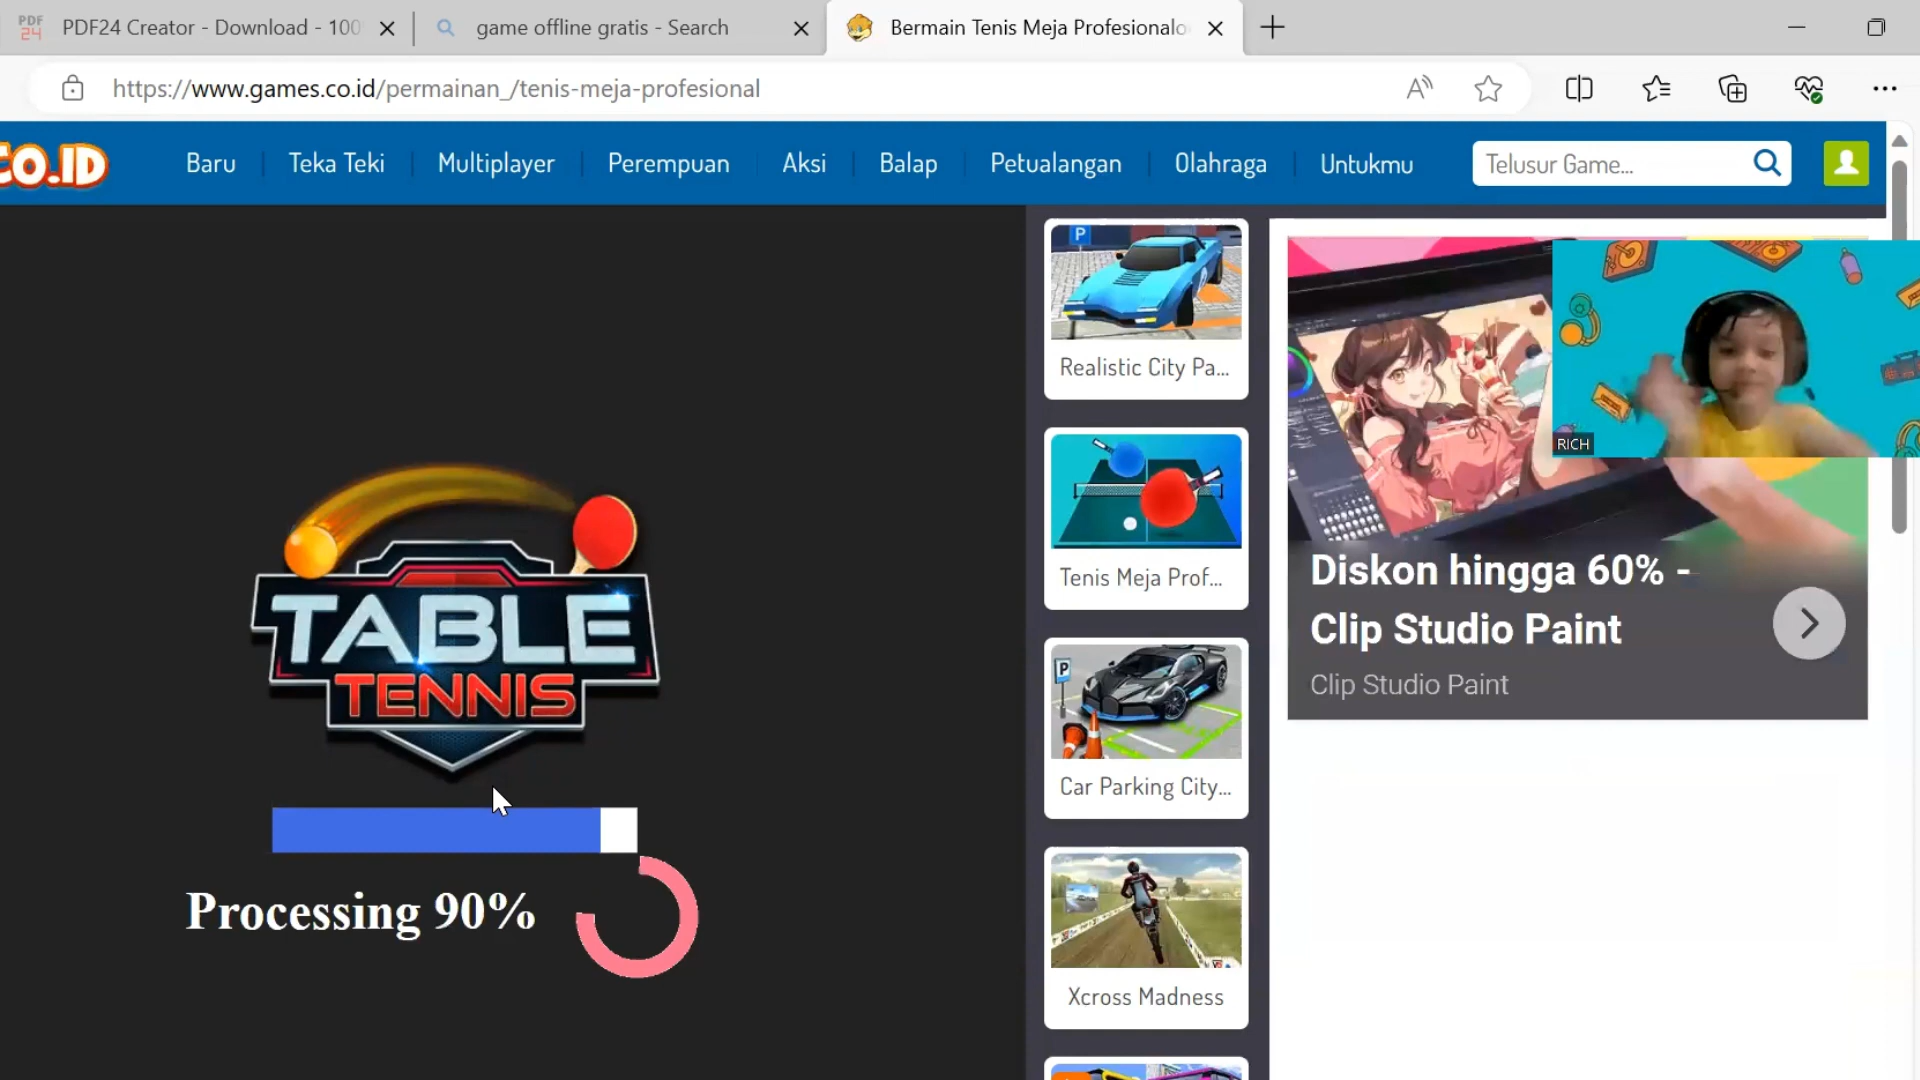 PDF24 Creator - Download - 100
game offline gratis - Search
Bermain Tenis Meja Profesionalo
https://www.games.co.id/permainan_/tenis-meja-profesional
CO.ID
Baru
Teka Teki
Multiplayer
Perempuan
Aksi
Balap
Petualangan
Olahraga
Untukmu
Telusur Game...
TABLE
TENNIS
Processing 90%
P
Realistic City Pa...
Tenis Meja Prof...
P
Car Parking City...
Xcross Madness
RICH
Diskon hingga 60% -
Clip Studio Paint
Clip Studio Paint